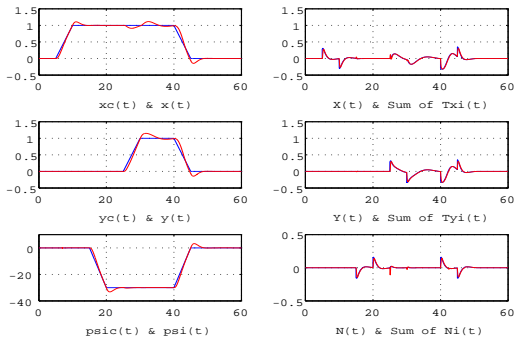 1.5
1
0.5
0
-0.5
0 20 40 60
xc(t) & x(t)
1.5
1
0.5
0
-0.5
0 20 40 60
X(t) & Sum of Txi(t)
1.5
1
0.5
0
-0.5
0 20 40 60
yc(t) & y(t)
1.5
1
0.5
0
-0.5
0 20 40 60
Y(t) & Sum of Tyi(t)
0
-20
-40
0 20 40 60
psic(t) & psi(t)
0.5
0
-0.5
0 20 40 60
N(t) & Sum of Ni(t)